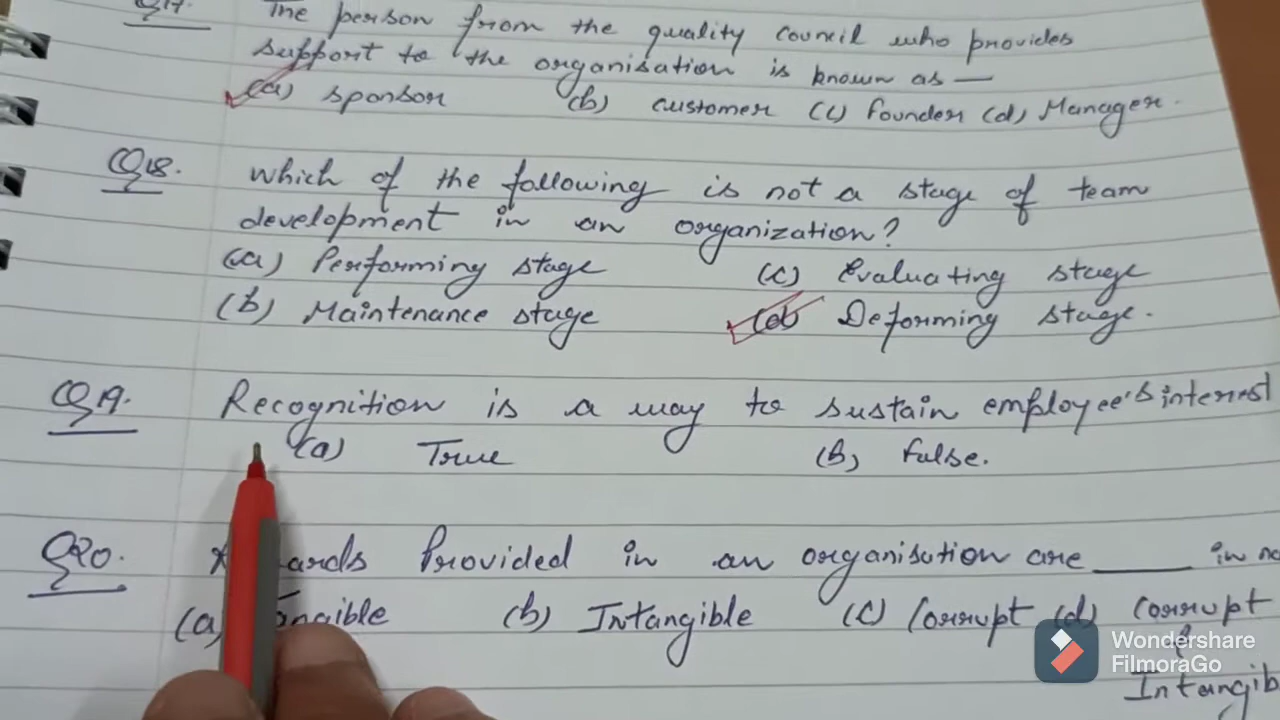 Q17. The person from the quality council who provides
support to the organisation is known as —
(a) sponsor (b) customer (c) founder (d) Manager.
Q18. Which of the following is not a stage of team
development in an organization?
(a) Performing stage (c) Evaluating stage
(b) Maintenance stage (d) Deforming stage.
Q19. Recognition is a way to sustain employee's interest
(a) True (b) false.
Q20. Provided in an organisation are ____ in
(a) (b) Intangible (c) Corrupt (d) Corrupt
&
Wondershare
FilmoraGo